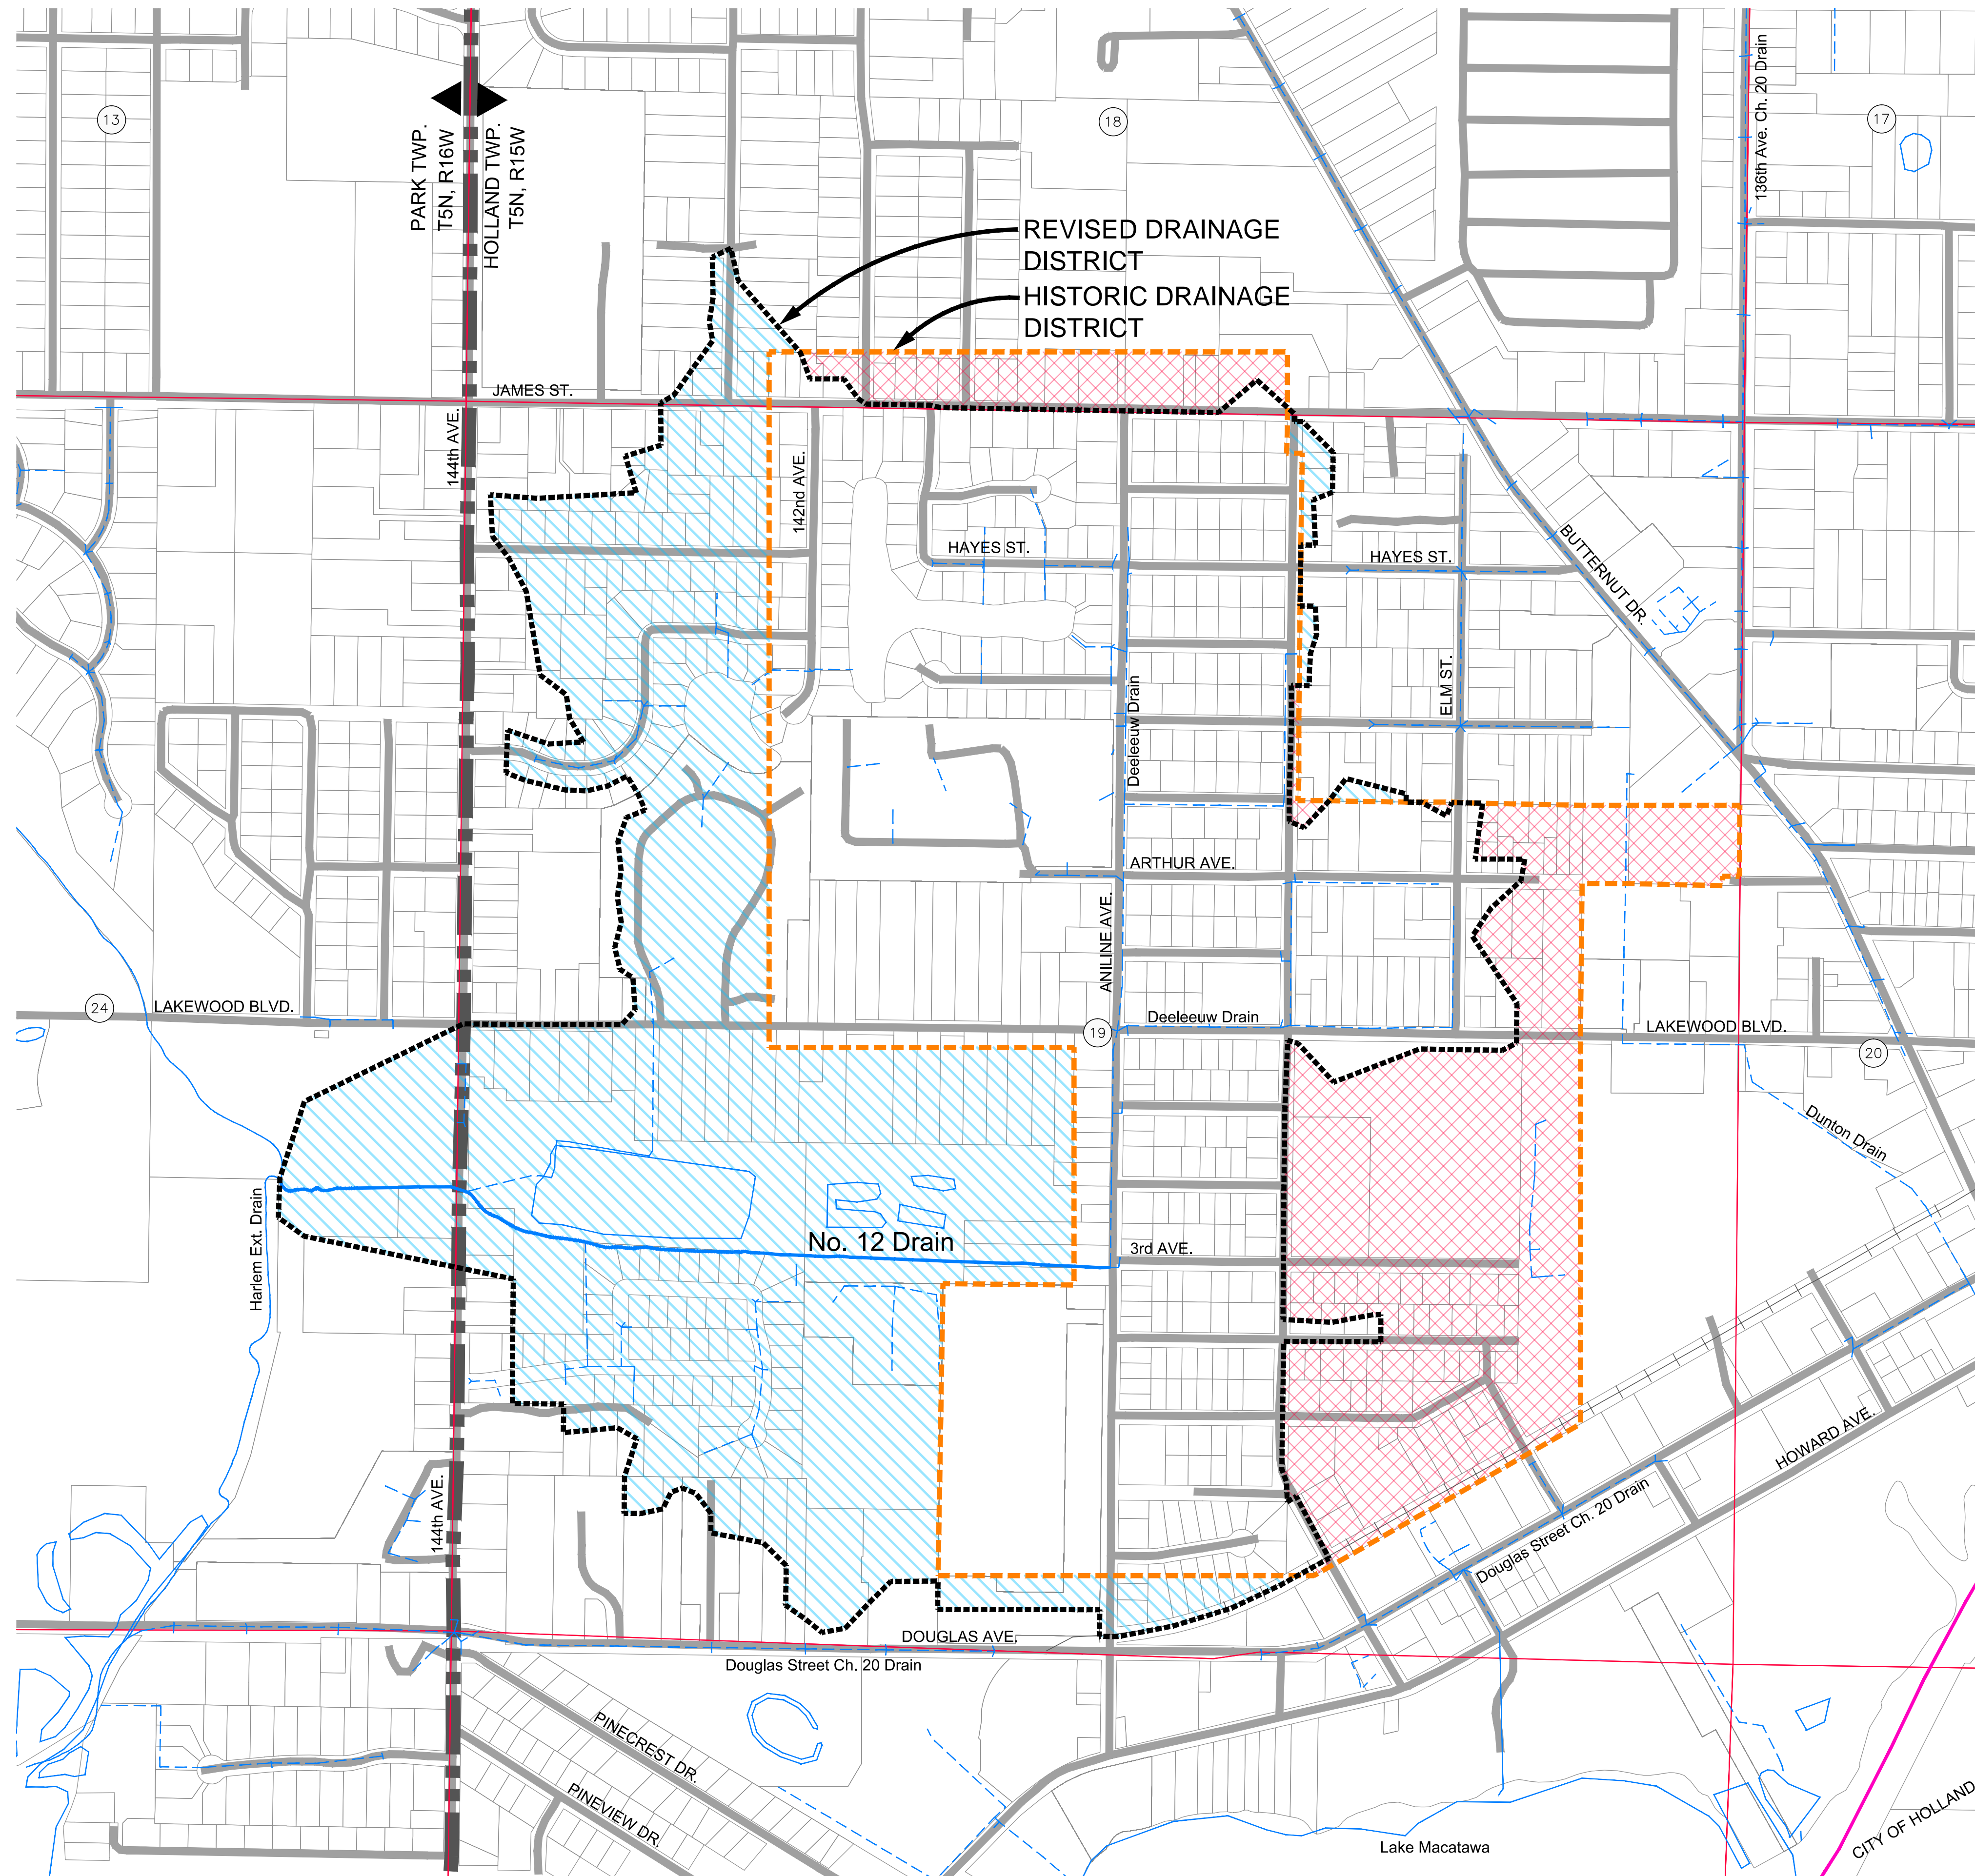 136th Ave. Ch. 20 Drain
13
18
17
PARK TWP.
T5N, R16W
HOLLAND TWP.
T5N, R15W
REVISED DRAINAGE
DISTRICT
HISTORIC DRAINAGE
DISTRICT
JAMES ST.
144th AVE.
142nd AVE.
HAYES ST.
HAYES ST.
BUTTERNUT DR.
ELM ST.
Deeleeuw Drain
ARTHUR AVE.
ANILINE AVE.
24
LAKEWOOD BLVD.
19
Deeleeuw Drain
LAKEWOOD BLVD.
20
Dunton Drain
Harlem Ext. Drain
No. 12 Drain
3rd AVE.
HOWARD AVE.
144th AVE.
Douglas Street Ch. 20 Drain
DOUGLAS AVE.
Douglas Street Ch. 20 Drain
PINECREST DR.
PINEVIEW DR.
Lake Macatawa
CITY OF HOLLAND